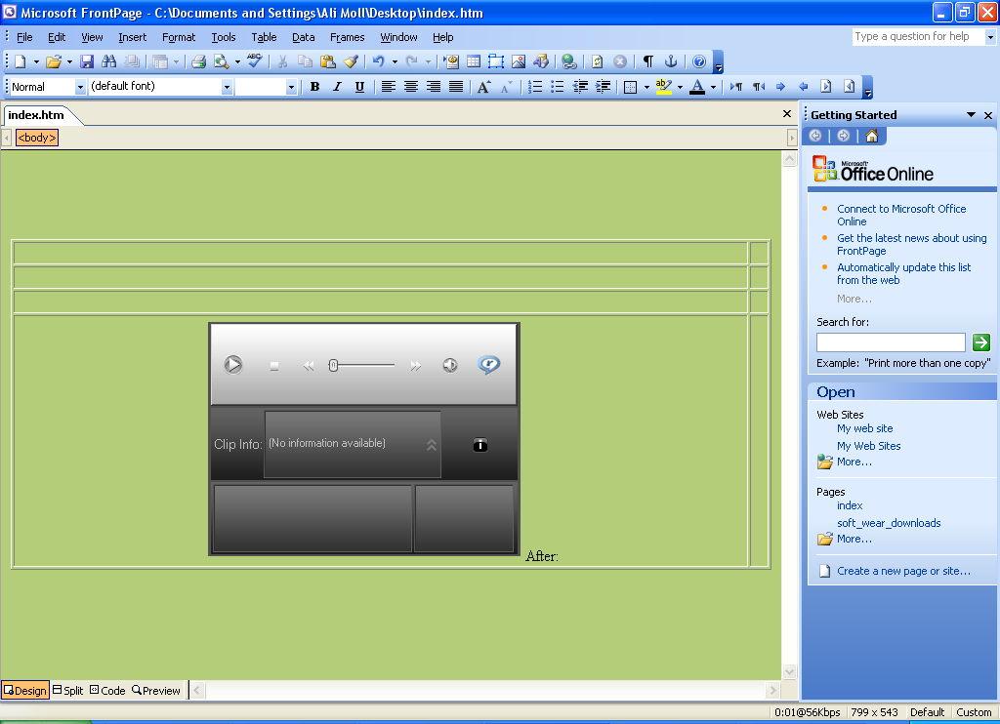 Microsoft FrontPage - C:\Documents and Settings\Ali Moll\Desktop\index.htm
File Edit View Insert Format Tools Table Data Frames Window Help
Type a question for help
ABC
Normal (default font) B I U A A ab A
index.htm
<body>
Getting Started
Microsoft
Office Online
Connect to Microsoft Office
Online
Get the latest news about using
FrontPage
Automatically update this list
from the web
More...
Search for:
Example: "Print more than one copy"
Clip Info: (No information available) i
After:
Open
Web Sites
My web site
My Web Sites
More...
Pages
index
soft_wear_downloads
More...
Create a new page or site...
Design Split Code Preview
0:01@56Kbps 799 x 543 Default Custom